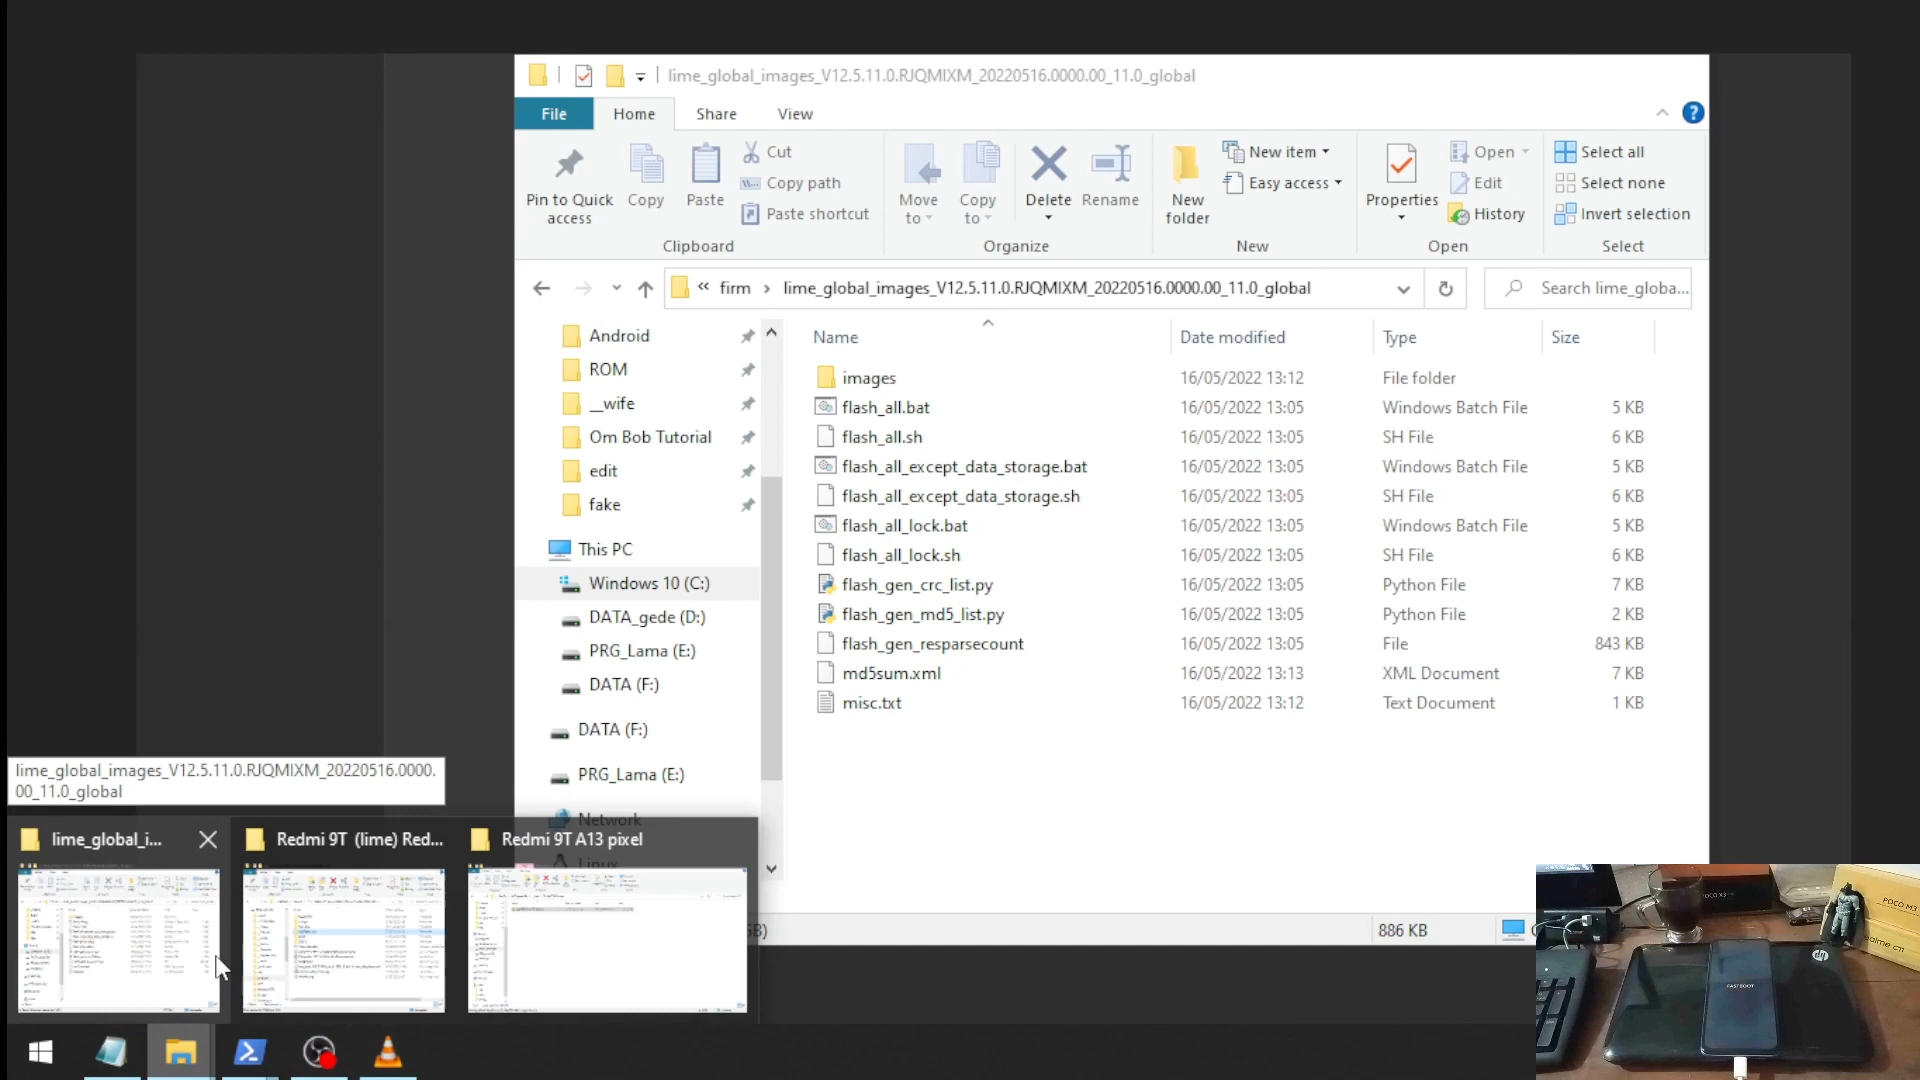 lime_global_images_V12.5.11.0.RJQMIXM_20220516.0000.00_11.0_global
File Home Share View
Pin to Quick access
Copy
Paste
Cut
Copy path
Paste shortcut
Clipboard
Move to
Copy to
Delete
Rename
Organize
New folder
New item
Easy access
New
Properties
Open
Edit
History
Open
Select all
Select none
Invert selection
Select
« firm › lime_global_images_V12.5.11.0.RJQMIXM_20220516.0000.00_11.0_global
Search lime_globa...
Android
ROM
__wife
Om Bob Tutorial
edit
fake
This PC
Windows 10 (C:)
DATA_gede (D:)
PRG_Lama (E:)
DATA (F:)
DATA (F:)
PRG_Lama (E:)
Network
Linux
Name Date modified Type Size
images 16/05/2022 13:12 File folder
flash_all.bat 16/05/2022 13:05 Windows Batch File 5 KB
flash_all.sh 16/05/2022 13:05 SH File 6 KB
flash_all_except_data_storage.bat 16/05/2022 13:05 Windows Batch File 5 KB
flash_all_except_data_storage.sh 16/05/2022 13:05 SH File 6 KB
flash_all_lock.bat 16/05/2022 13:05 Windows Batch File 5 KB
flash_all_lock.sh 16/05/2022 13:05 SH File 6 KB
flash_gen_crc_list.py 16/05/2022 13:05 Python File 7 KB
flash_gen_md5_list.py 16/05/2022 13:05 Python File 2 KB
flash_gen_resparsecount 16/05/2022 13:05 File 843 KB
md5sum.xml 16/05/2022 13:13 XML Document 7 KB
misc.txt 16/05/2022 13:12 Text Document 1 KB
886 KB
lime_global_images_V12.5.11.0.RJQMIXM_20220516.0000.
00_11.0_global
lime_global_i...
Redmi 9T (lime) Red...
Redmi 9T A13 pixel
POCO X3
POCO M3
realme C11
hp
FASTBOOT